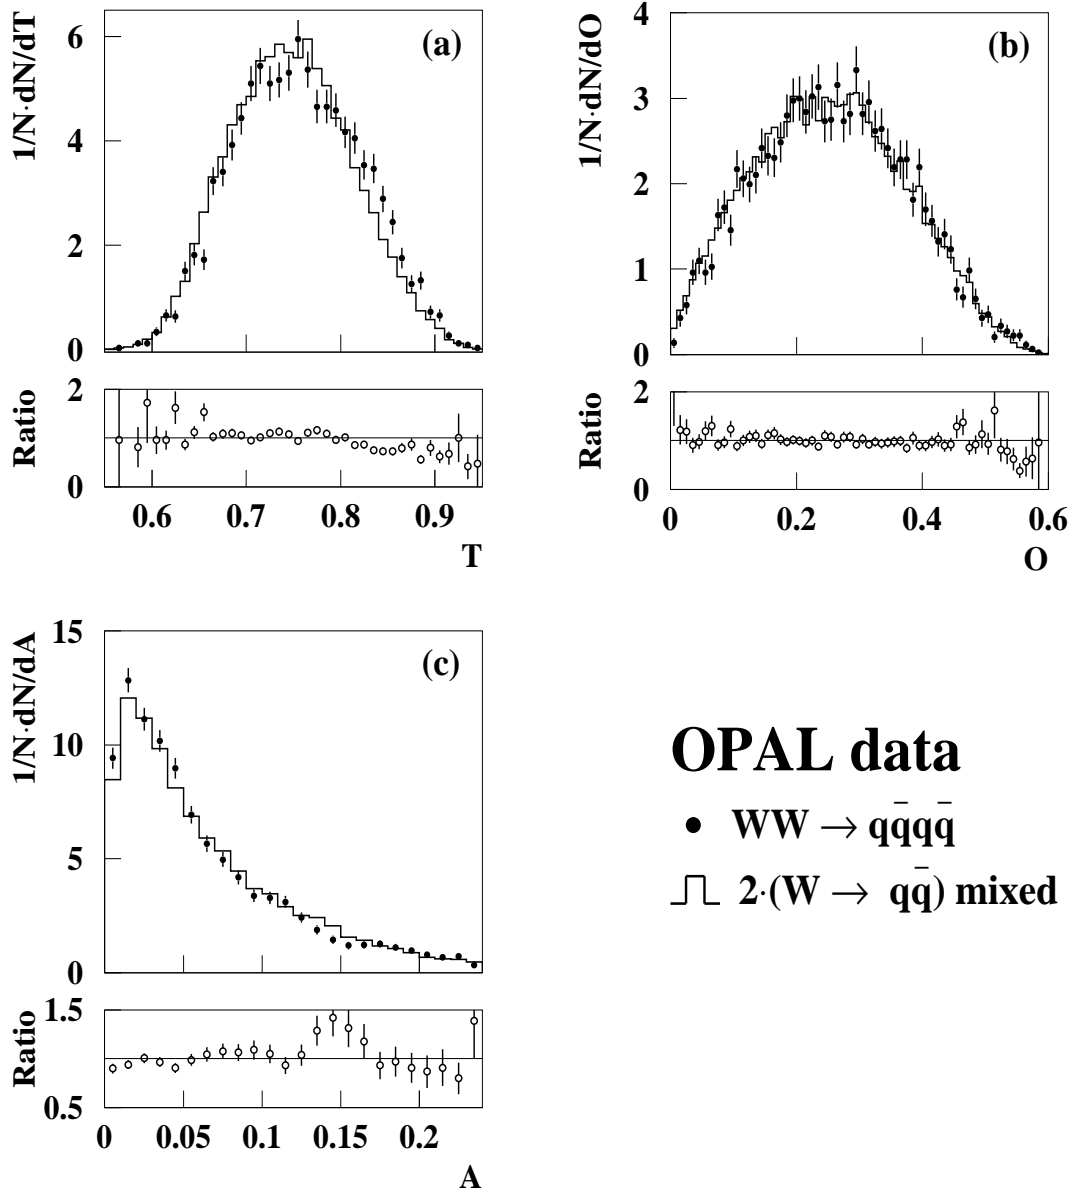 1/N·dN/dT
(a)
6
4
2
0
Ratio
2
1
0
0.6 0.7 0.8 0.9
T
1/N·dN/dO
(b)
4
3
2
1
0
Ratio
2
1
0
0 0.2 0.4 0.6
O
1/N·dN/dA
(c)
15
10
5
0
Ratio
1.5
1
0.5
0 0.05 0.1 0.15 0.2
A
OPAL data
WW → qq̄qq̄
2·(W → qq̄) mixed